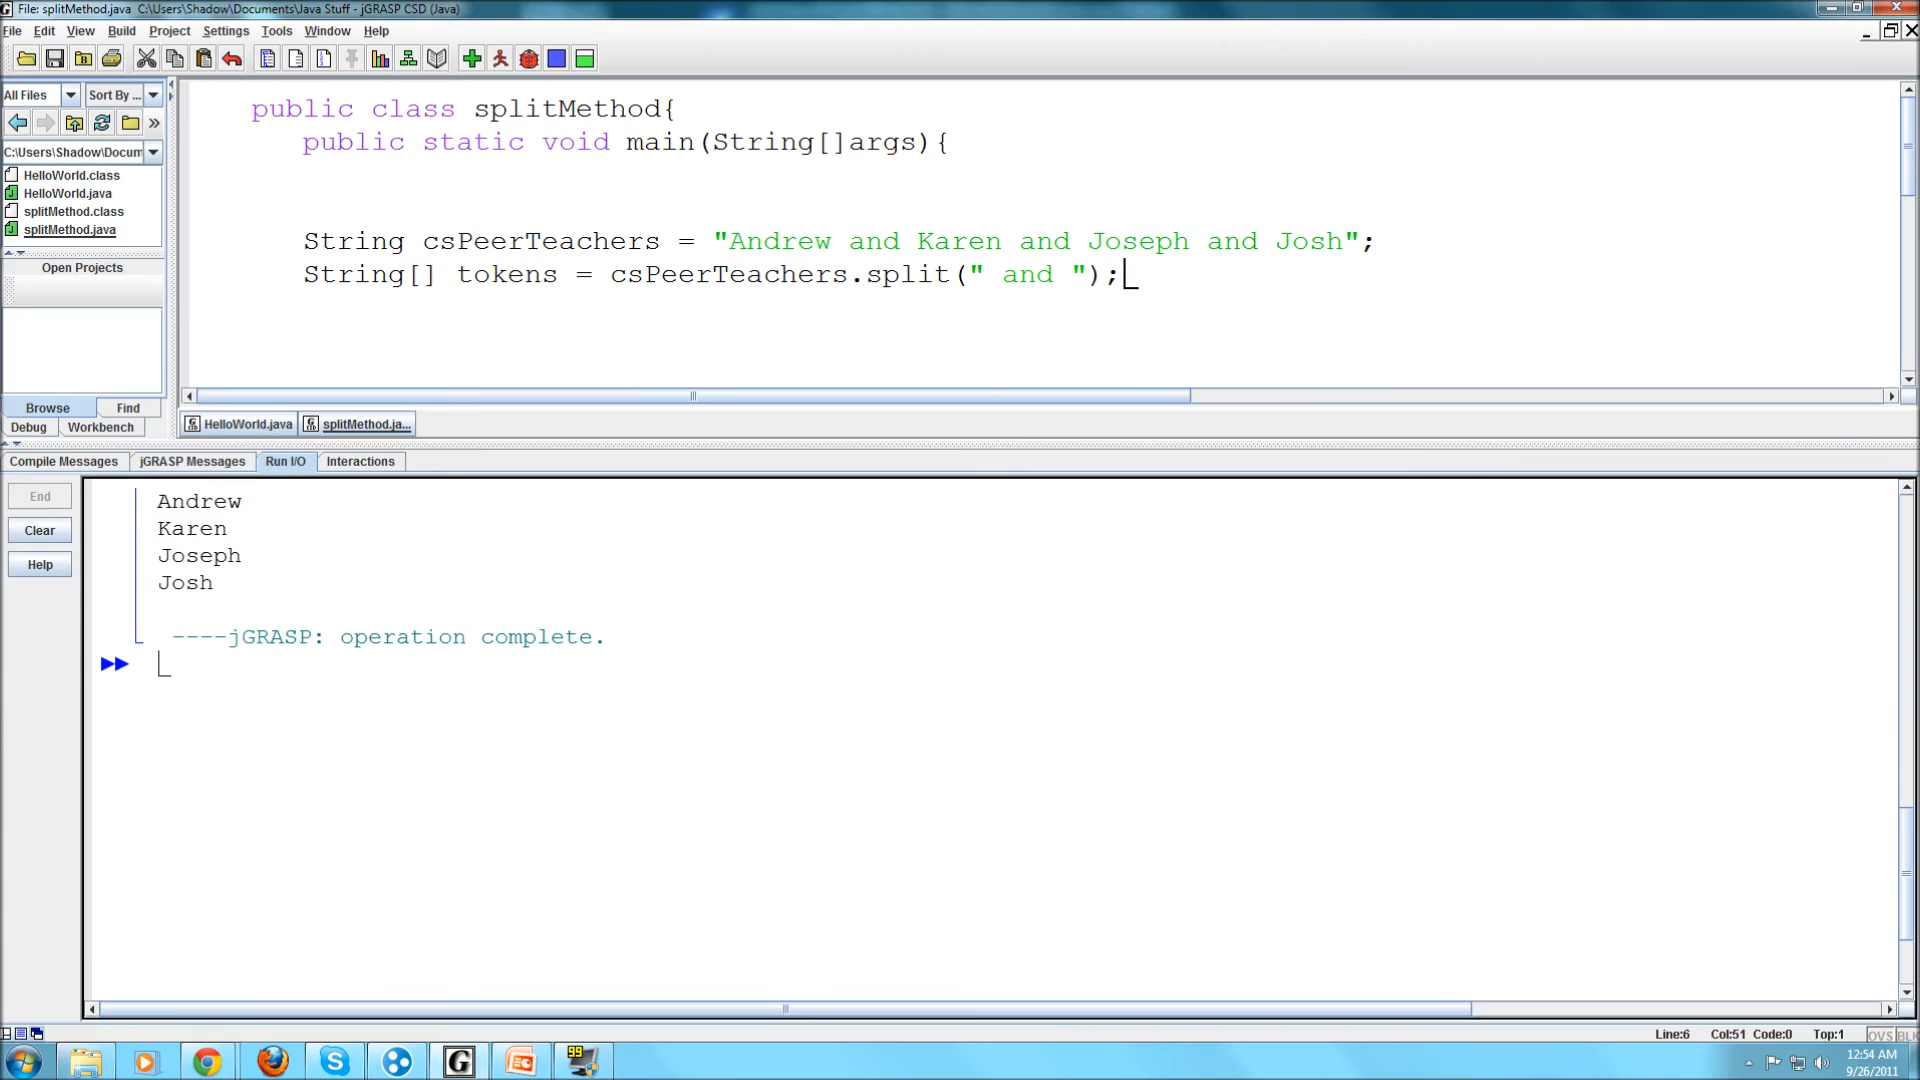 File: splitMethod.java  C:\Users\Shadow\Documents\Java Stuff - jGRASP CSD (Java)
File Edit View Build Project Settings Tools Window Help
All Files Sort By ...
C:\Users\Shadow\Docum
HelloWorld.class
HelloWorld.java
splitMethod.class
splitMethod.java
Open Projects
Browse Find
Debug Workbench
public class splitMethod{
public static void main(String[]args){
String csPeerTeachers = "Andrew and Karen and Joseph and Josh";
String[] tokens = csPeerTeachers.split(" and ");
HelloWorld.java splitMethod.ja...
Compile Messages jGRASP Messages Run I/O Interactions
End
Clear
Help
Andrew
Karen
Joseph
Josh
----jGRASP: operation complete.
Line:6 Col:51 Code:0 Top:1 OVS BLK
99
12:54 AM
9/26/2011